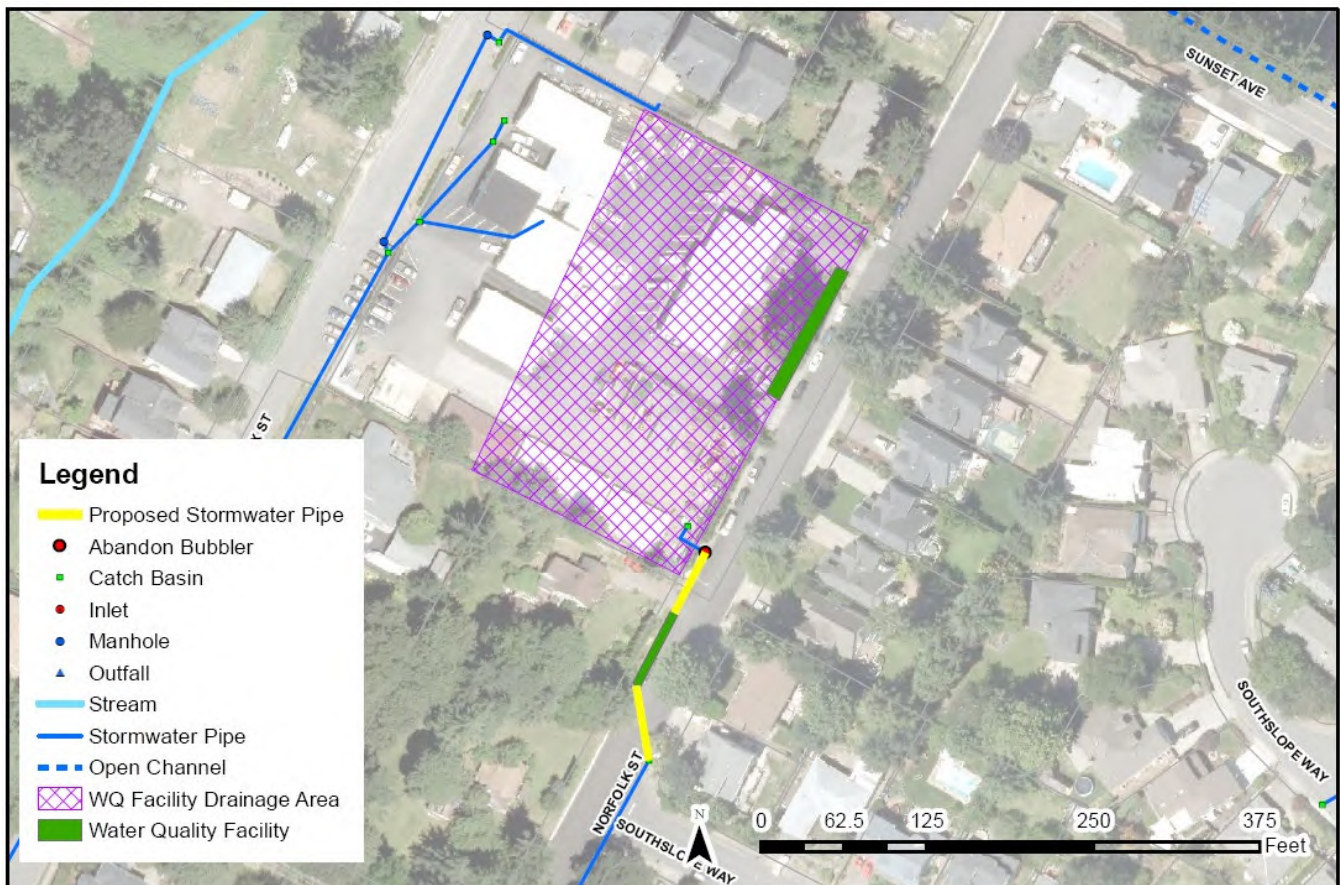 SUNSET AVE
K ST
Legend
Proposed Stormwater Pipe
Abandon Bubbler
Catch Basin
Inlet
Manhole
Outfall
Stream
Stormwater Pipe
Open Channel
WQ Facility Drainage Area
Water Quality Facility
NORFOLK ST
SOUTHSLOPE WAY
SOUTHSLOPE WAY
N
0 62.5 125 250 375
Feet